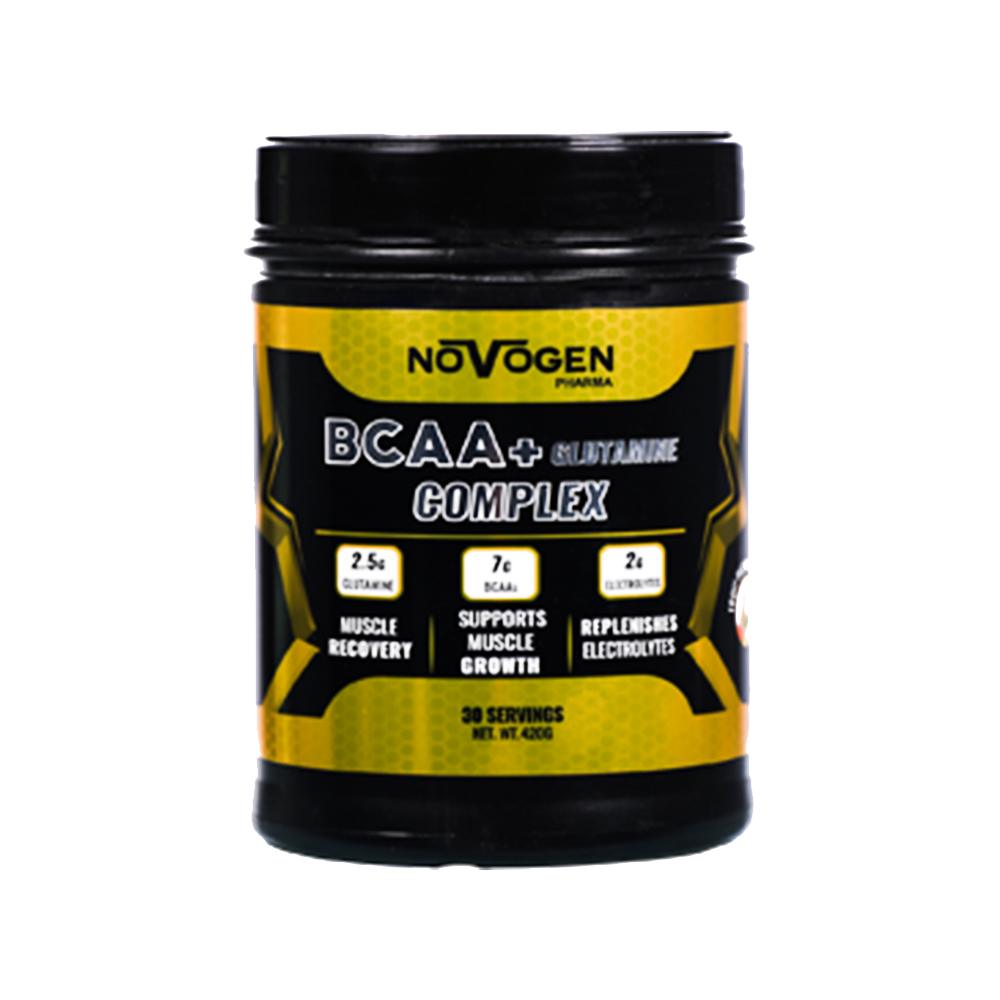 NOVOGEN
PHARMA
BCAA+ GLUTAMINE
COMPLEX
2.5G
GLUTAMINE
7G
BCAAs
2G
ELECTROLYTES
MUSCLE
RECOVERY
SUPPORTS
MUSCLE
GROWTH
REPLENISHES
ELECTROLYTES
30 SERVINGS
NET. WT. 420G